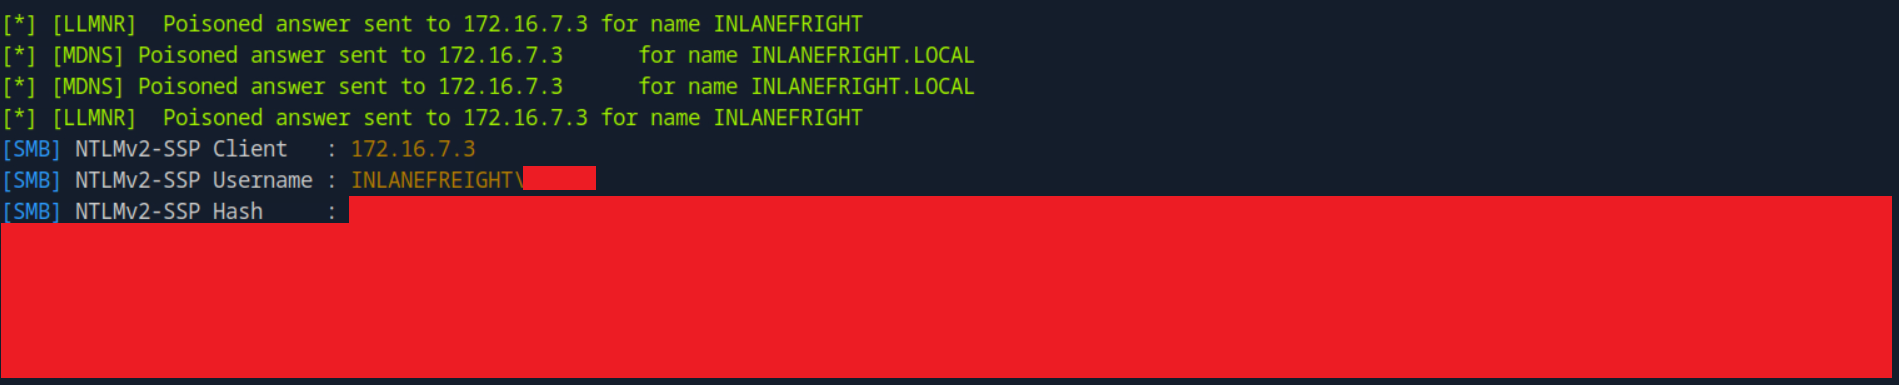 [*] [LLMNR]  Poisoned answer sent to 172.16.7.3 for name INLANEFRIGHT
[*] [MDNS] Poisoned answer sent to 172.16.7.3      for name INLANEFRIGHT.LOCAL
[*] [MDNS] Poisoned answer sent to 172.16.7.3      for name INLANEFRIGHT.LOCAL
[*] [LLMNR]  Poisoned answer sent to 172.16.7.3 for name INLANEFRIGHT
[SMB] NTLMv2-SSP Client   : 172.16.7.3
[SMB] NTLMv2-SSP Username : INLANEFREIGHT\
[SMB] NTLMv2-SSP Hash     :